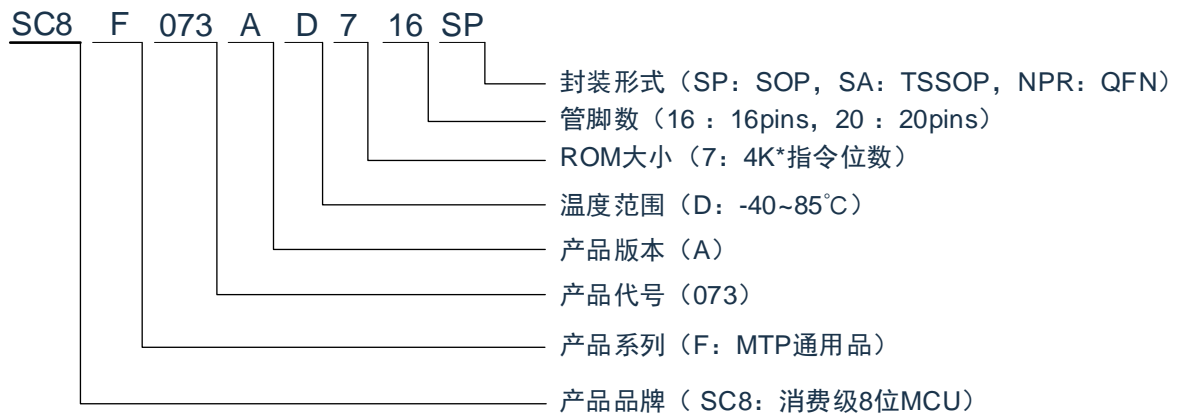 SC8 F 073 A D 7 16 SP
封装形式（SP：SOP，SA：TSSOP，NPR：QFN）
管脚数（16 ：16pins，20 ：20pins）
ROM大小（7：4K*指令位数）
温度范围（D：-40~85℃）
产品版本（A）
产品代号（073）
产品系列（F：MTP通用品）
产品品牌（ SC8：消费级8位MCU）